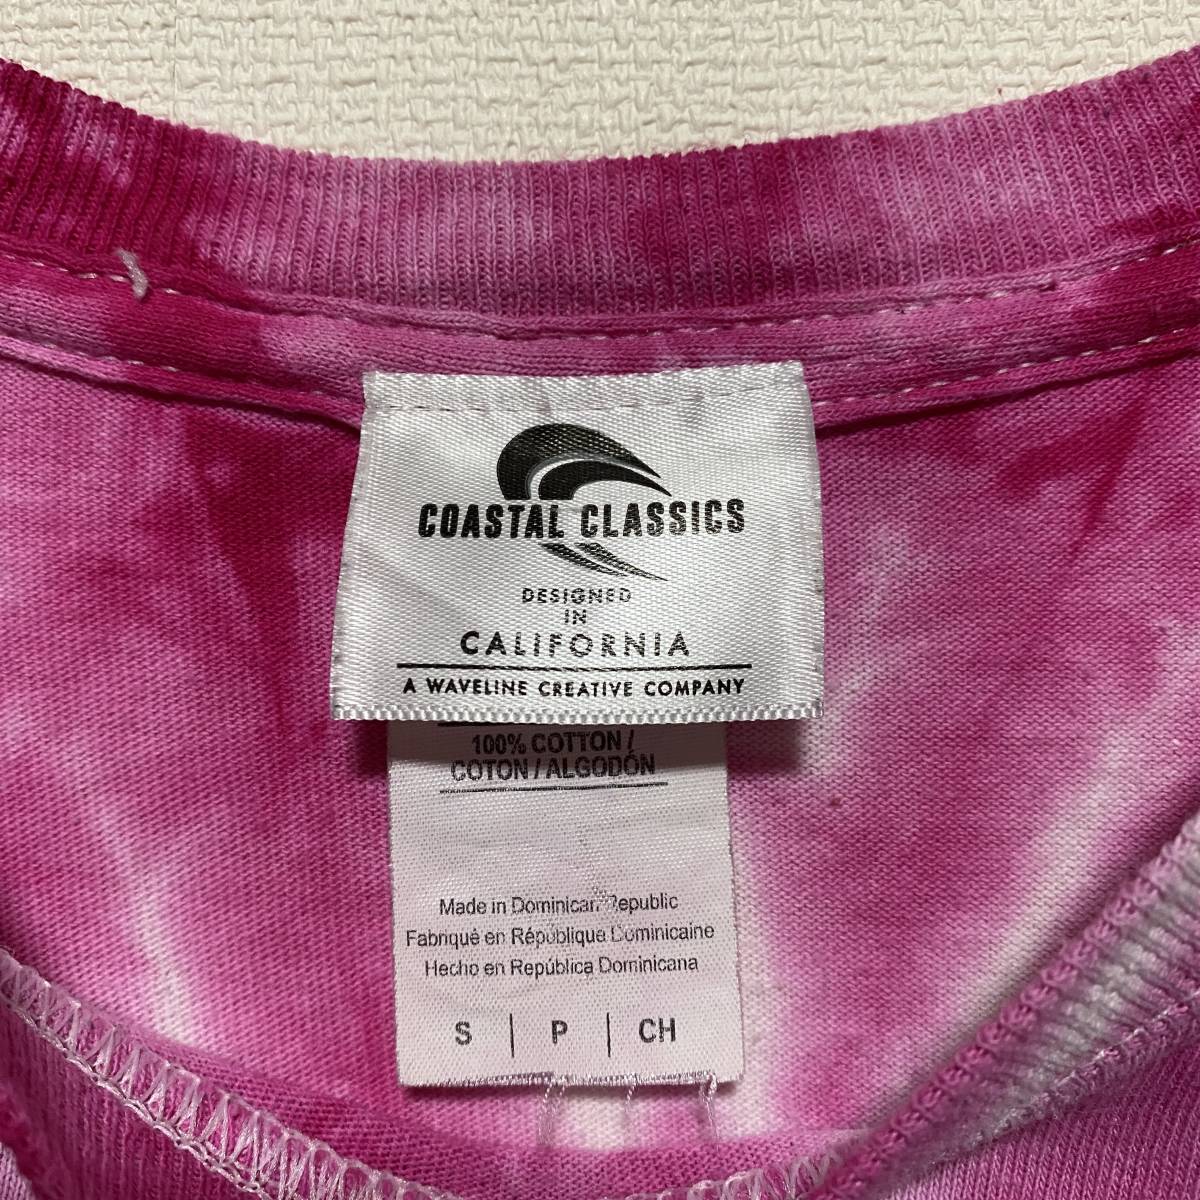 COASTAL CLASSICS
DESIGNED
IN
CALIFORNIA
A WAVELINE CREATIVE COMPANY
100% COTTON /
COTON / ALGODÓN
Made in Dominican Republic
Fabriqué en République Dominicaine
Hecho en República Dominicana
S | P | CH